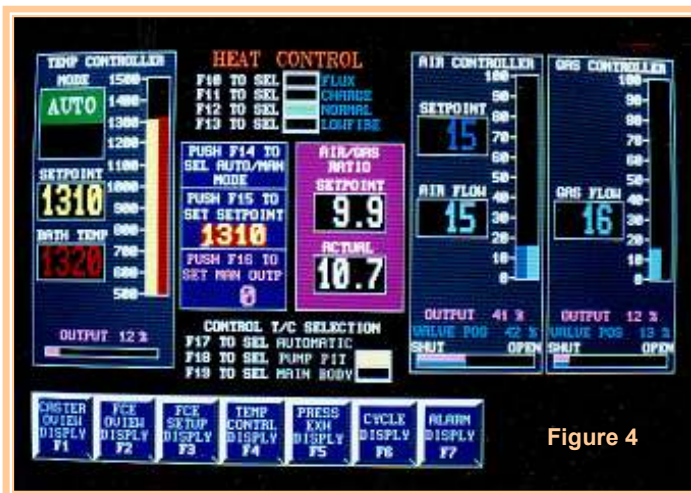 HEAT CONTROL
F10 TO SEL FLUX
F11 TO SEL CHARGE
F12 TO SEL NORMAL
F13 TO SEL LOWFIRE
TEMP CONTROLLER
MODE
AUTO
1500
1400
1300
1200
1100
1000
900
800
700
600
500
SETPOINT
1310
BATH TEMP
1320
OUTPUT 12 %
PUSH F14 TO
SEL AUTO/MAN
MODE
PUSH F15 TO
SET SETPOINT
1310
PUSH F16 TO
SET MAN OUTP
0
AIR/GAS
RATIO
SETPOINT
9.9
ACTUAL
10.7
CONTROL T/C SELECTION
F17 TO SEL AUTOMATIC
F18 TO SEL PUMP PIT
F19 TO SEL MAIN BODY
AIR CONTROLLER
100
90
80
70
60
50
40
30
20
10
0
SETPOINT
15
AIR FLOW
15
OUTPUT 41 %
VALVE POS 42 %
SHUT OPEN
GAS CONTROLLER
100
90
80
70
60
50
40
30
20
10
0
GAS FLOW
16
OUTPUT 12 %
VALVE POS 13 %
SHUT OPEN
CASTER
OVIEW
DISPLY
F1
FCE
OVIEW
DISPLY
F2
FCE
SETUP
DISPLY
F3
TEMP
CONTRL
DISPLY
F4
PRESS
EXH
DISPLY
F5
CYCLE
DISPLY
F6
ALARM
DISPLY
F7
Figure 4